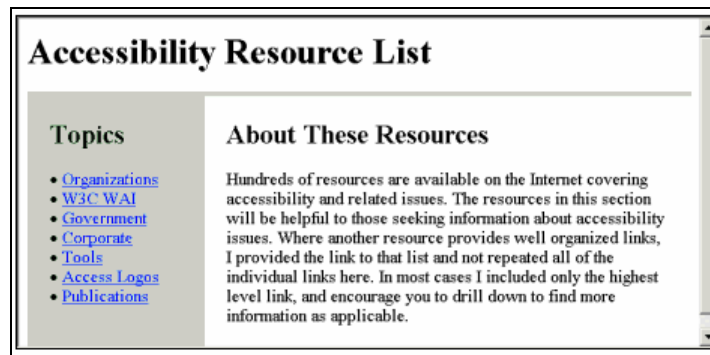 Accessibility Resource List
Topics
• Organizations
• W3C WAI
• Government
• Corporate
• Tools
• Access Logos
• Publications
About These Resources
Hundreds of resources are available on the Internet covering
accessibility and related issues. The resources in this section
will be helpful to those seeking information about accessibility
issues. Where another resource provides well organized links,
I provided the link to that list and not repeated all of the
individual links here. In most cases I included only the highest
level link, and encourage you to drill down to find more
information as applicable.